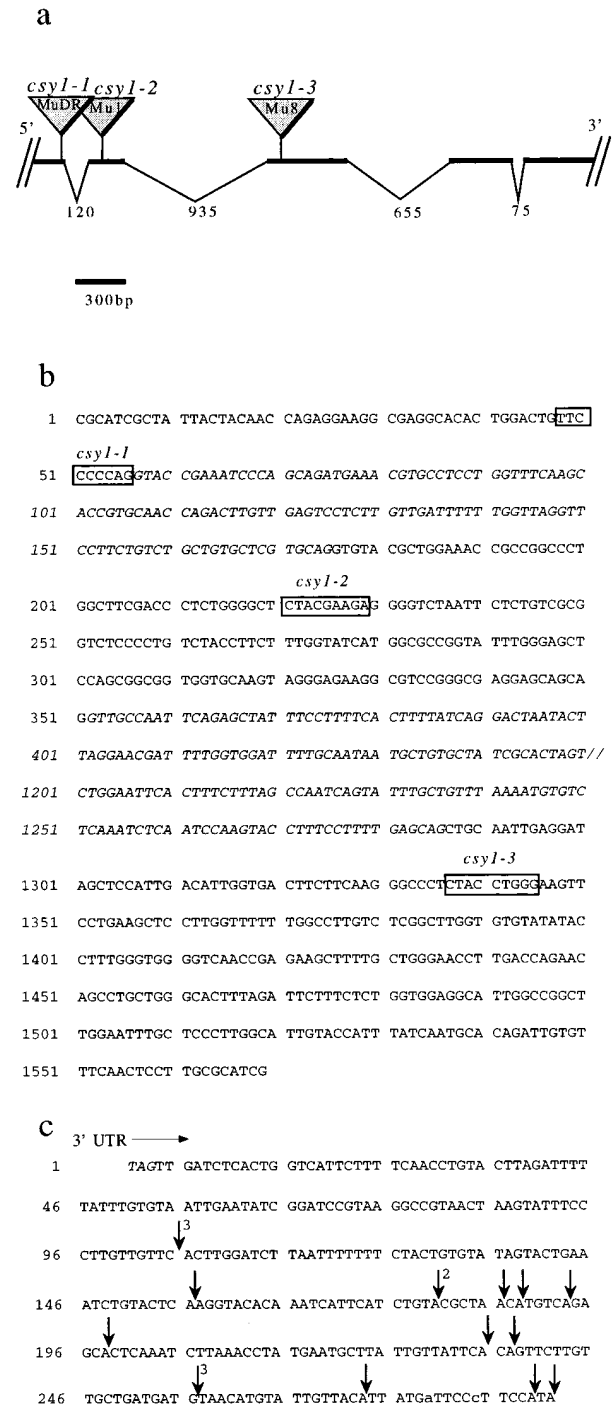 a
csy1-1 csy1-2 csy1-3
MuDR Mu1 Mu8
5' 3'
120 935 655 75
300bp
b
1 CGCATCGCTA TTACTACAAC CAGAGGAAGG CGAGGCACAC TGGACTGTTC
csy1-1
51 CCCCAGGTAC CGAAATCCCA GCAGATGAAA CGTGCCTCCT GGTTTCAAGC
101 ACCGTGCAAC CAGACTTGTT GAGTCCTCTT GTTGATTTTT TGGTTAGGTT
151 CCTTCTGTCT GCTGTGCTCG TGCAGGTGTA CGCTGGAAAC CGCCGGCCCT
csy1-2
201 GGCTTCGACC CTCTGGGGCT CTACGAAGAG GGGTCTAATT CTCTGTCGCG
251 GTCTCCCCTG TCTACCTTCT TTGGTATCAT GGCGCCGGTA TTTGGGAGCT
301 CCAGCGGCGG TGGTGCAAGT AGGGAGAAGG CGTCCGGGCG AGGAGCAGCA
351 GGTTGCCAAT TCAGAGCTAT TTCCTTTTCA CTTTTATCAG GACTAATACT
401 TAGGAACGAT TTTGGTGGAT TTTGCAATAA TGCTGTGCTA TCGCACTAGT//
1201 CTGGAATTCA CTTTCTTTAG CCAATCAGTA TTTGCTGTTT AAAATGTGTC
1251 TCAAATCTCA ATCCAAGTAC CTTTCCTTTT GAGCAGCTGC AATTGAGGAT
csy1-3
1301 AGCTCCATTG ACATTGGTGA CTTCTTCAAG GGCCCTCTAC CTGGGAAGTT
1351 CCTGAAGCTC CTTGGTTTTT TGGCCTTGTC TCGGCTTGGT GTGTATATAC
1401 CTTTGGGTGG GGTCAACCGA GAAGCTTTTG CTGGGAACCT TGACCAGAAC
1451 AGCCTGCTGG GCACTTTAGA TTCTTTCTCT GGTGGAGGCA TTGGCCGGCT
1501 TGGAATTTGC TCCCTTGGCA TTGTACCATT TATCAATGCA CAGATTGTGT
1551 TTCAACTCCT TGCGCATCG
c 3' UTR
1 TAGTT GATCTCACTG GTCATTCTTT TCAACCTGTA CTTAGATTTT
46 TATTTGTGTA ATTGAATATC GGATCCGTAA GGCCGTAACT AAGTATTTCC
3
96 CTTGTTGTTC ACTTGGATCT TAATTTTTTC TACTGTGTAT TAGTACTGAA
2
146 ATCTGTACTC AAGGTACACA AATCATTCAT CTGTACGCTA ACATGTCAGA
196 GCACTCAAAT CTTAAACCTA TGAATGCTTA TTGTTATTCA CAGTTCTTGT
3
246 TGCTGATGAT GTAACATGTA TTGTTACATT ATGaTTCCcT TCCATA